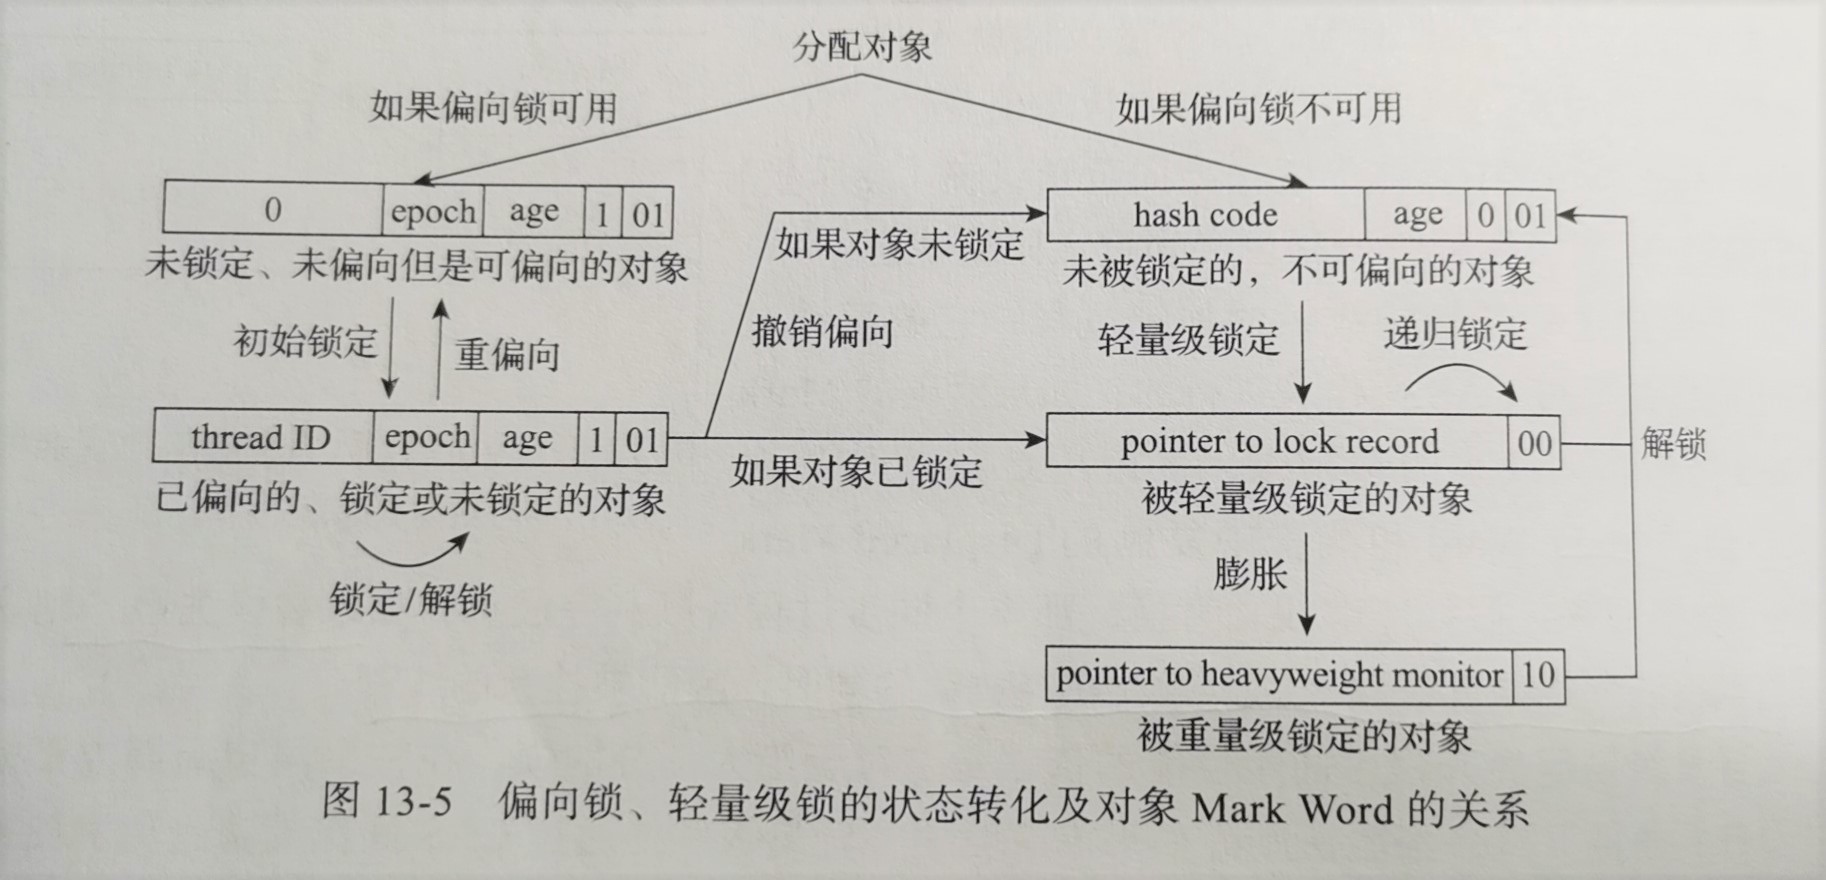 分配对象
如果偏向锁可用
如果偏向锁不可用
0 epoch age 1 01
hash code age 0 01
未锁定、未偏向但是可偏向的对象
如果对象未锁定
未被锁定的，不可偏向的对象
初始锁定
重偏向
撤销偏向
轻量级锁定
递归锁定
thread ID epoch age 1 01
pointer to lock record 00
解锁
已偏向的、锁定或未锁定的对象
如果对象已锁定
被轻量级锁定的对象
锁定/解锁
膨胀
pointer to heavyweight monitor 10
被重量级锁定的对象
图 13-5 偏向锁、轻量级锁的状态转化及对象 Mark Word 的关系